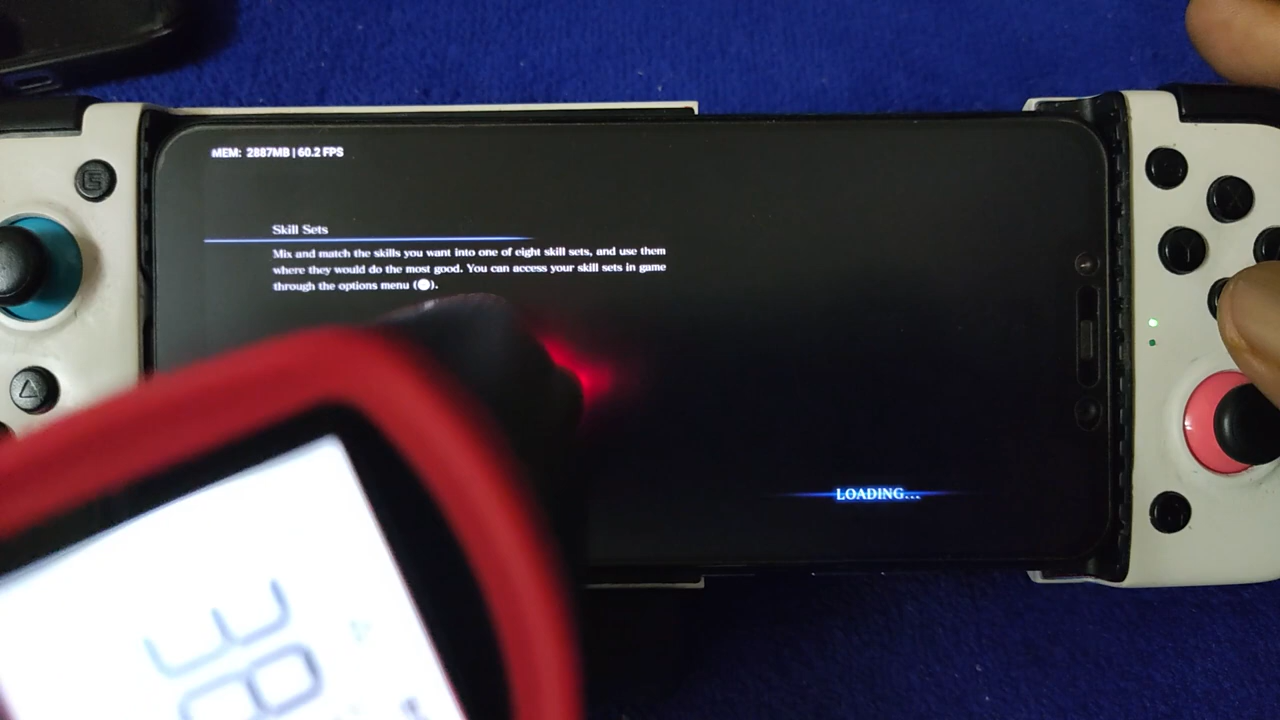 MEM: 2887MB | 60.2 FPS
Skill Sets
Mix and match the skills you want into one of eight skill sets, and use them
where they would do the most good. You can access your skill sets in game
through the options menu ( ).
LOADING...
Y
X
38